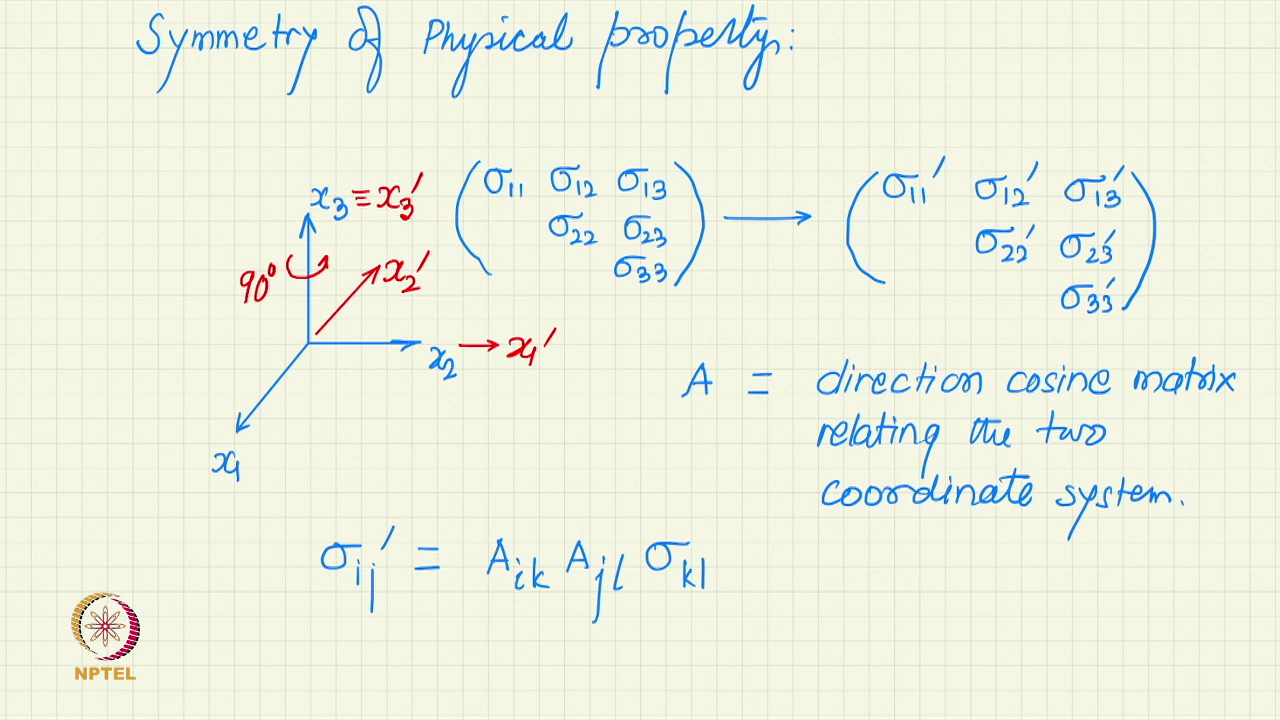 Symmetry of Physical property:
x₃ ≡ x₃′
90°
x₂′
x₂ → x₁′
x₁
( σ₁₁ σ₁₂ σ₁₃
σ₂₂ σ₂₃
σ₃₃ ) → ( σ₁₁′ σ₁₂′ σ₁₃′
σ₂₂′ σ₂₃′
σ₃₃′ )
A = direction cosine matrix
relating the two
coordinate system.
σᵢⱼ′ = Aᵢₖ Aⱼₗ σₖₗ
NPTEL